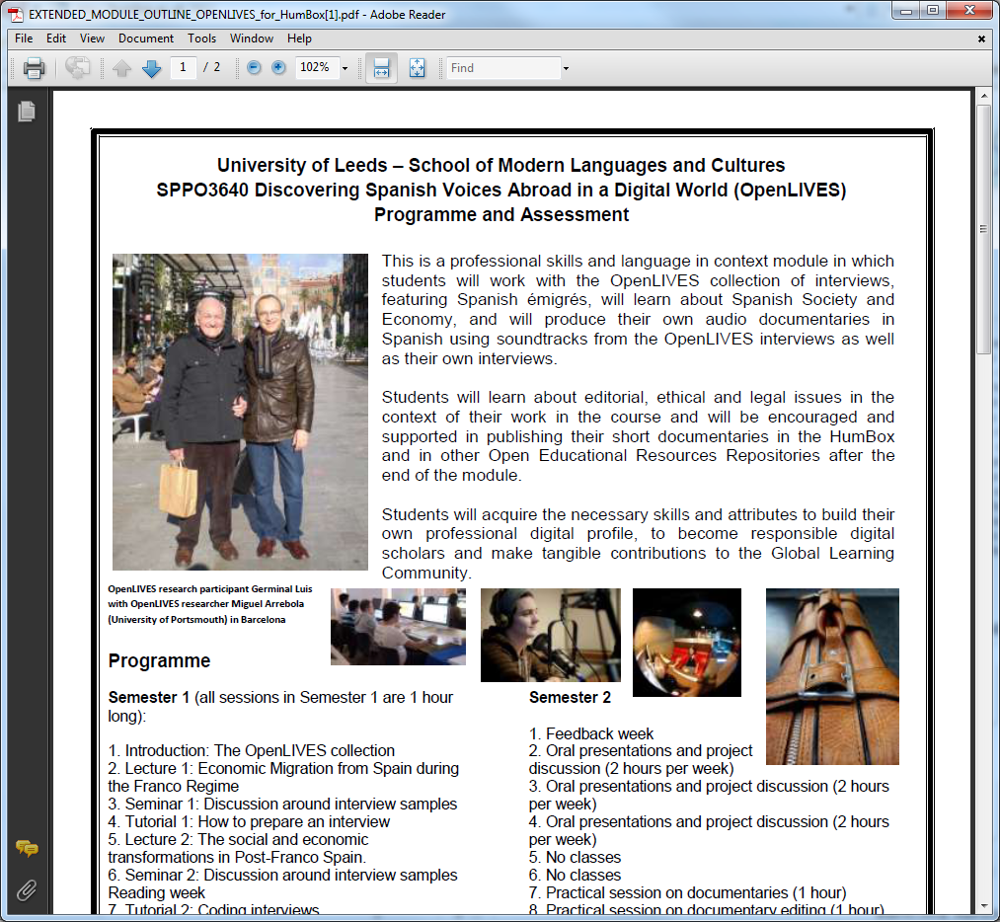 EXTENDED_MODULE_OUTLINE_OPENLIVES_for_HumBox[1].pdf - Adobe Reader
File Edit View Document Tools Window Help
1 / 2 102% Find
University of Leeds – School of Modern Languages and Cultures
SPPO3640 Discovering Spanish Voices Abroad in a Digital World (OpenLIVES)
Programme and Assessment
This is a professional skills and language in context module in which
students will work with the OpenLIVES collection of interviews,
featuring Spanish émigrés, will learn about Spanish Society and
Economy, and will produce their own audio documentaries in
Spanish using soundtracks from the OpenLIVES interviews as well
as their own interviews.
Students will learn about editorial, ethical and legal issues in the
context of their work in the course and will be encouraged and
supported in publishing their short documentaries in the HumBox
and in other Open Educational Resources Repositories after the
end of the module.
Students will acquire the necessary skills and attributes to build their
own professional digital profile, to become responsible digital
scholars and make tangible contributions to the Global Learning
Community.
OpenLIVES research participant Germinal Luis
with OpenLIVES researcher Miguel Arrebola
(University of Portsmouth) in Barcelona
Programme
Semester 1 (all sessions in Semester 1 are 1 hour
long):
1. Introduction: The OpenLIVES collection
2. Lecture 1: Economic Migration from Spain during
the Franco Regime
3. Seminar 1: Discussion around interview samples
4. Tutorial 1: How to prepare an interview
5. Lecture 2: The social and economic
transformations in Post-Franco Spain.
6. Seminar 2: Discussion around interview samples
Reading week
7. Tutorial 2: Coding interviews
Semester 2
1. Feedback week
2. Oral presentations and project
discussion (2 hours per week)
3. Oral presentations and project discussion (2 hours
per week)
4. Oral presentations and project discussion (2 hours
per week)
5. No classes
6. No classes
7. Practical session on documentaries (1 hour)
8. Practical session on documentary editing (1 hour)